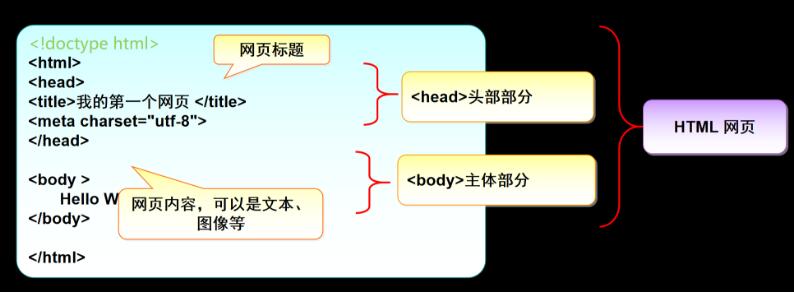 <!doctype html>
<html>
<head>
<title>我的第一个网页 </title>
<meta charset="utf-8">
</head>
<body >
Hello W
</body>
</html>
网页标题
网页内容，可以是文本、
图像等
<head>头部部分
<body>主体部分
HTML 网页